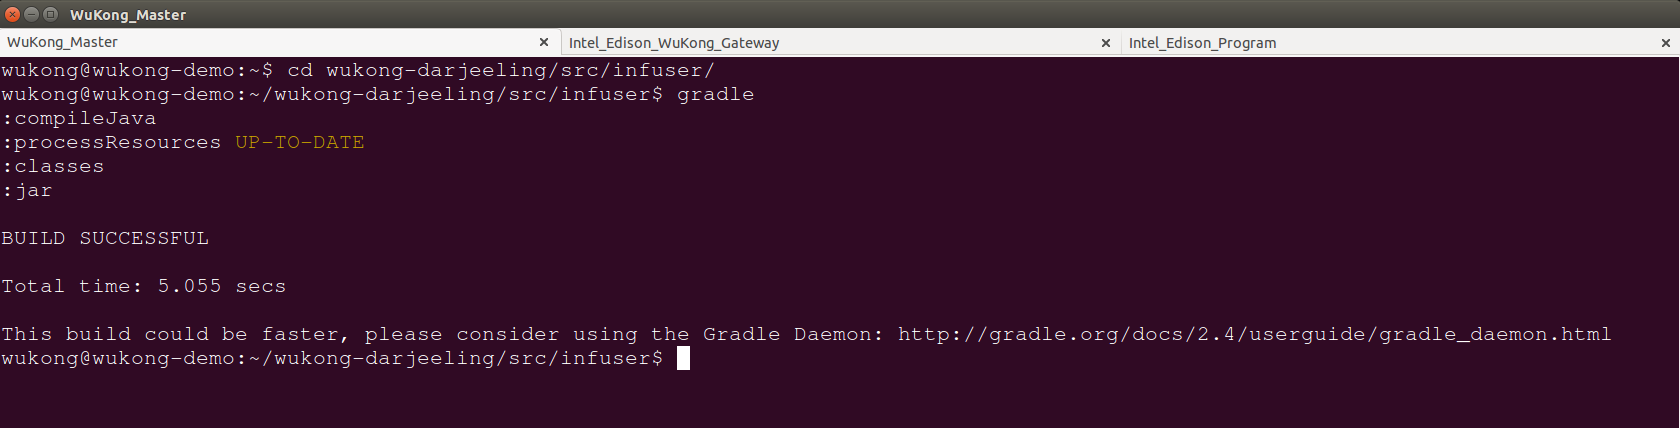 WuKong_Master
WuKong_Master Intel_Edison_WuKong_Gateway Intel_Edison_Program
wukong@wukong-demo:~$ cd wukong-darjeeling/src/infuser/
wukong@wukong-demo:~/wukong-darjeeling/src/infuser$ gradle
:compileJava
:processResources UP-TO-DATE
:classes
:jar
BUILD SUCCESSFUL
Total time: 5.055 secs
This build could be faster, please consider using the Gradle Daemon: http://gradle.org/docs/2.4/userguide/gradle_daemon.html
wukong@wukong-demo:~/wukong-darjeeling/src/infuser$